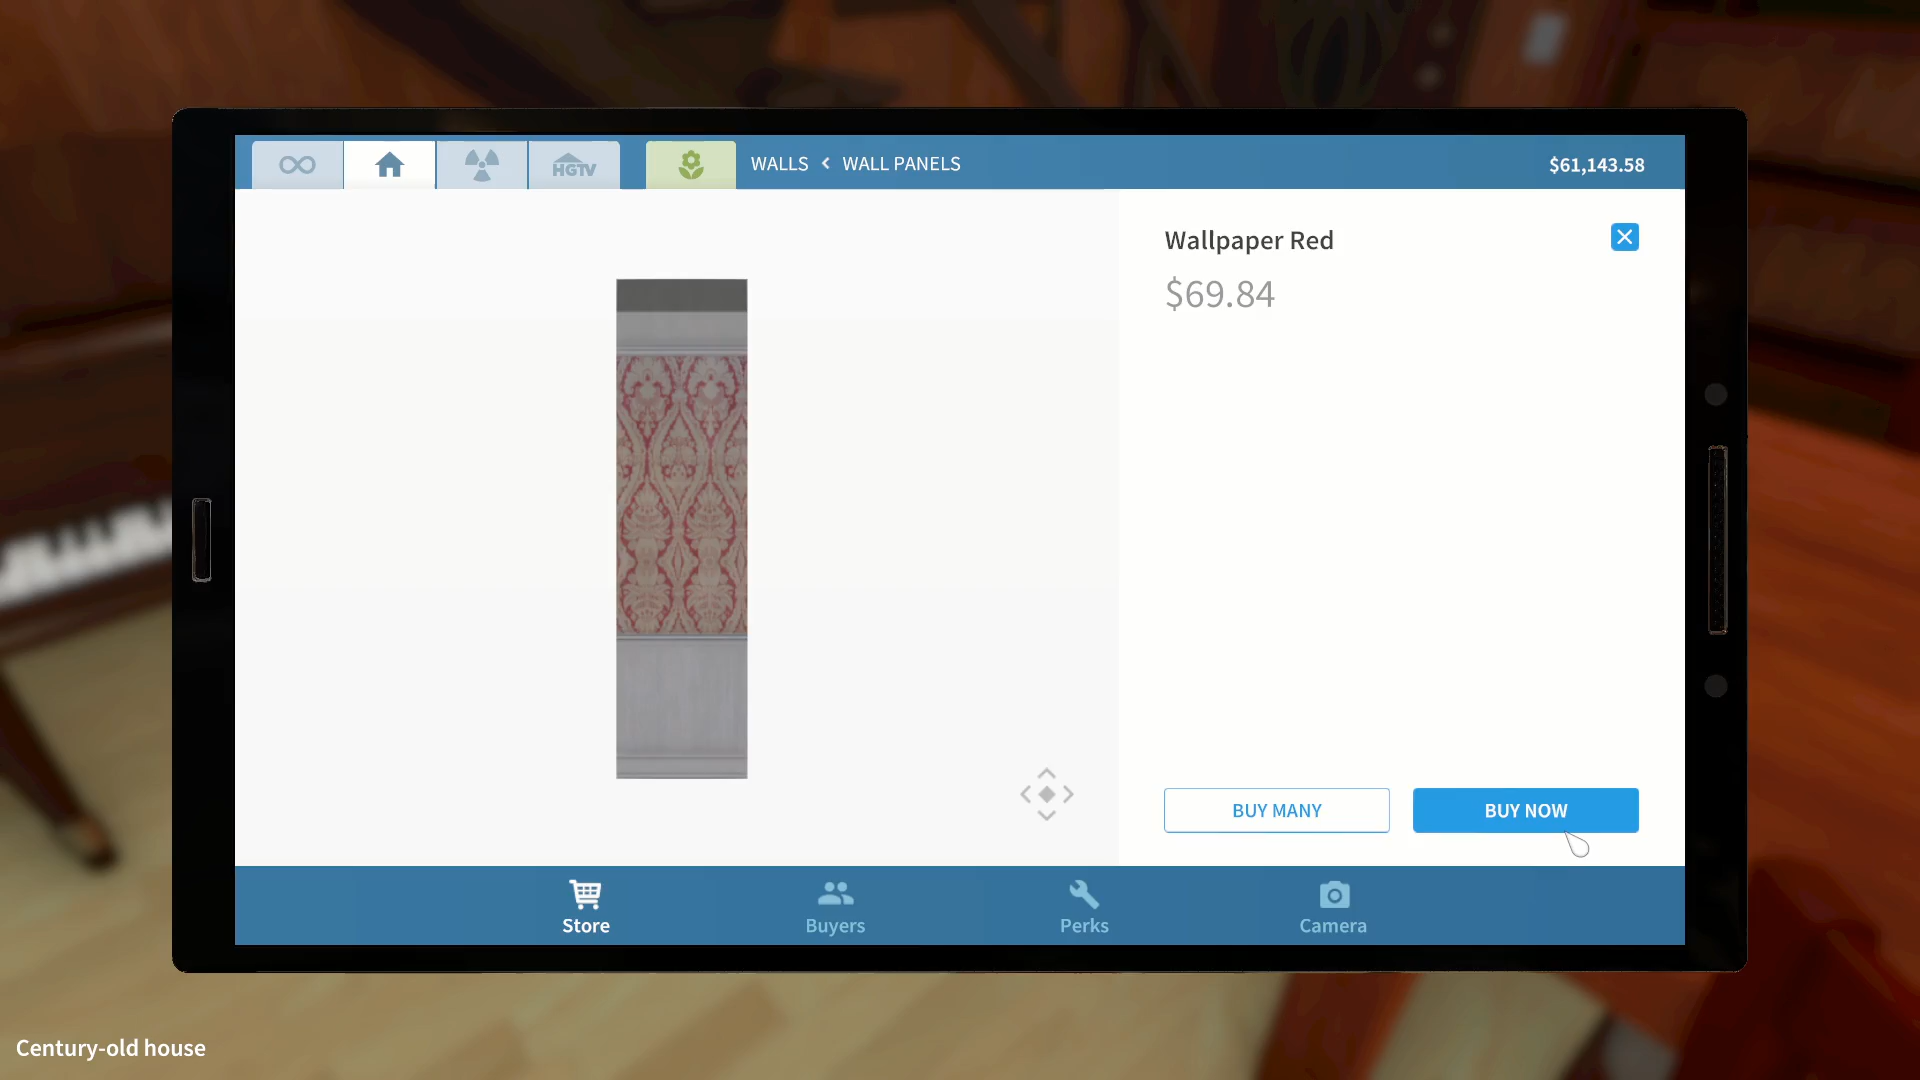 HGTV
WALLS < WALL PANELS
$61,143.58
Wallpaper Red
$69.84
BUY MANY
BUY NOW
Store
Buyers
Perks
Camera
Century-old house